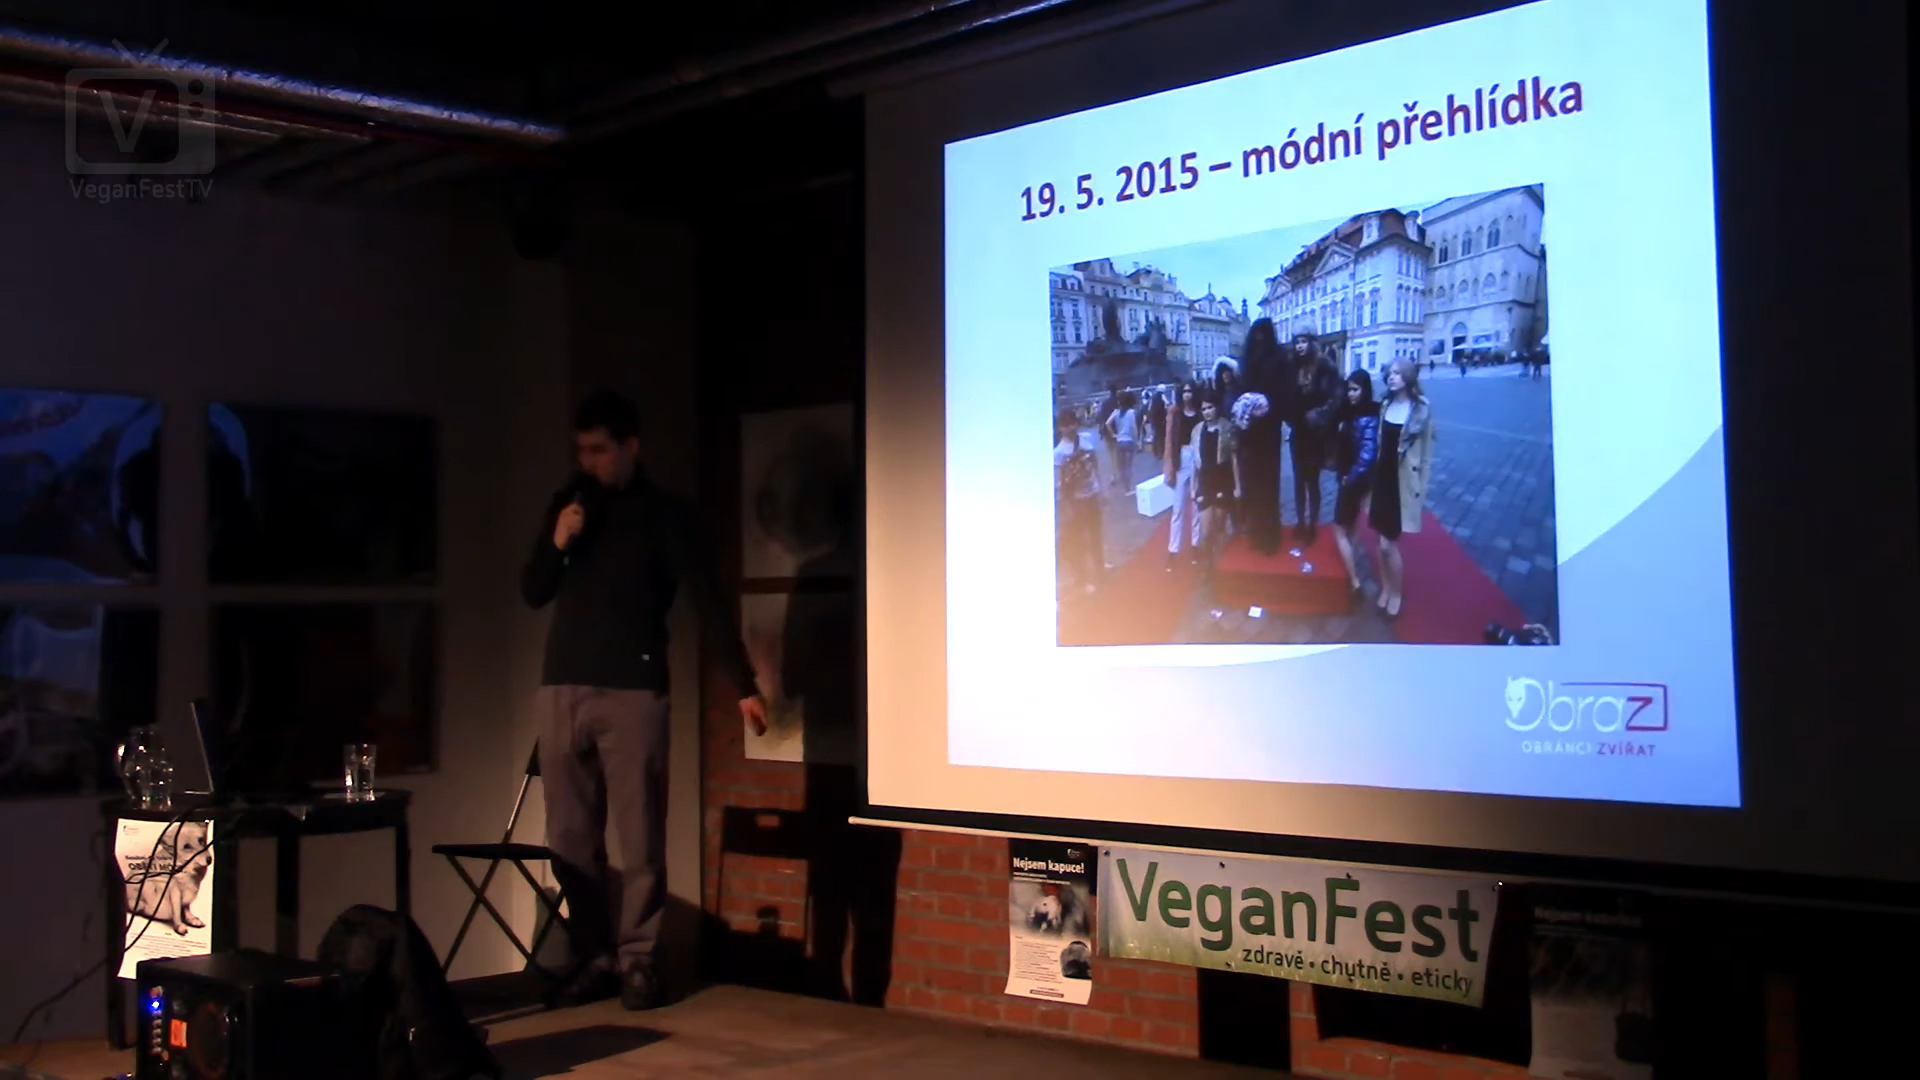 VeganFestTV
19. 5. 2015 – módní přehlídka
Obraz
OBRÁNCI ZVÍŘAT
Nejsem kapuce!
VeganFest
zdravě • chutně • eticky